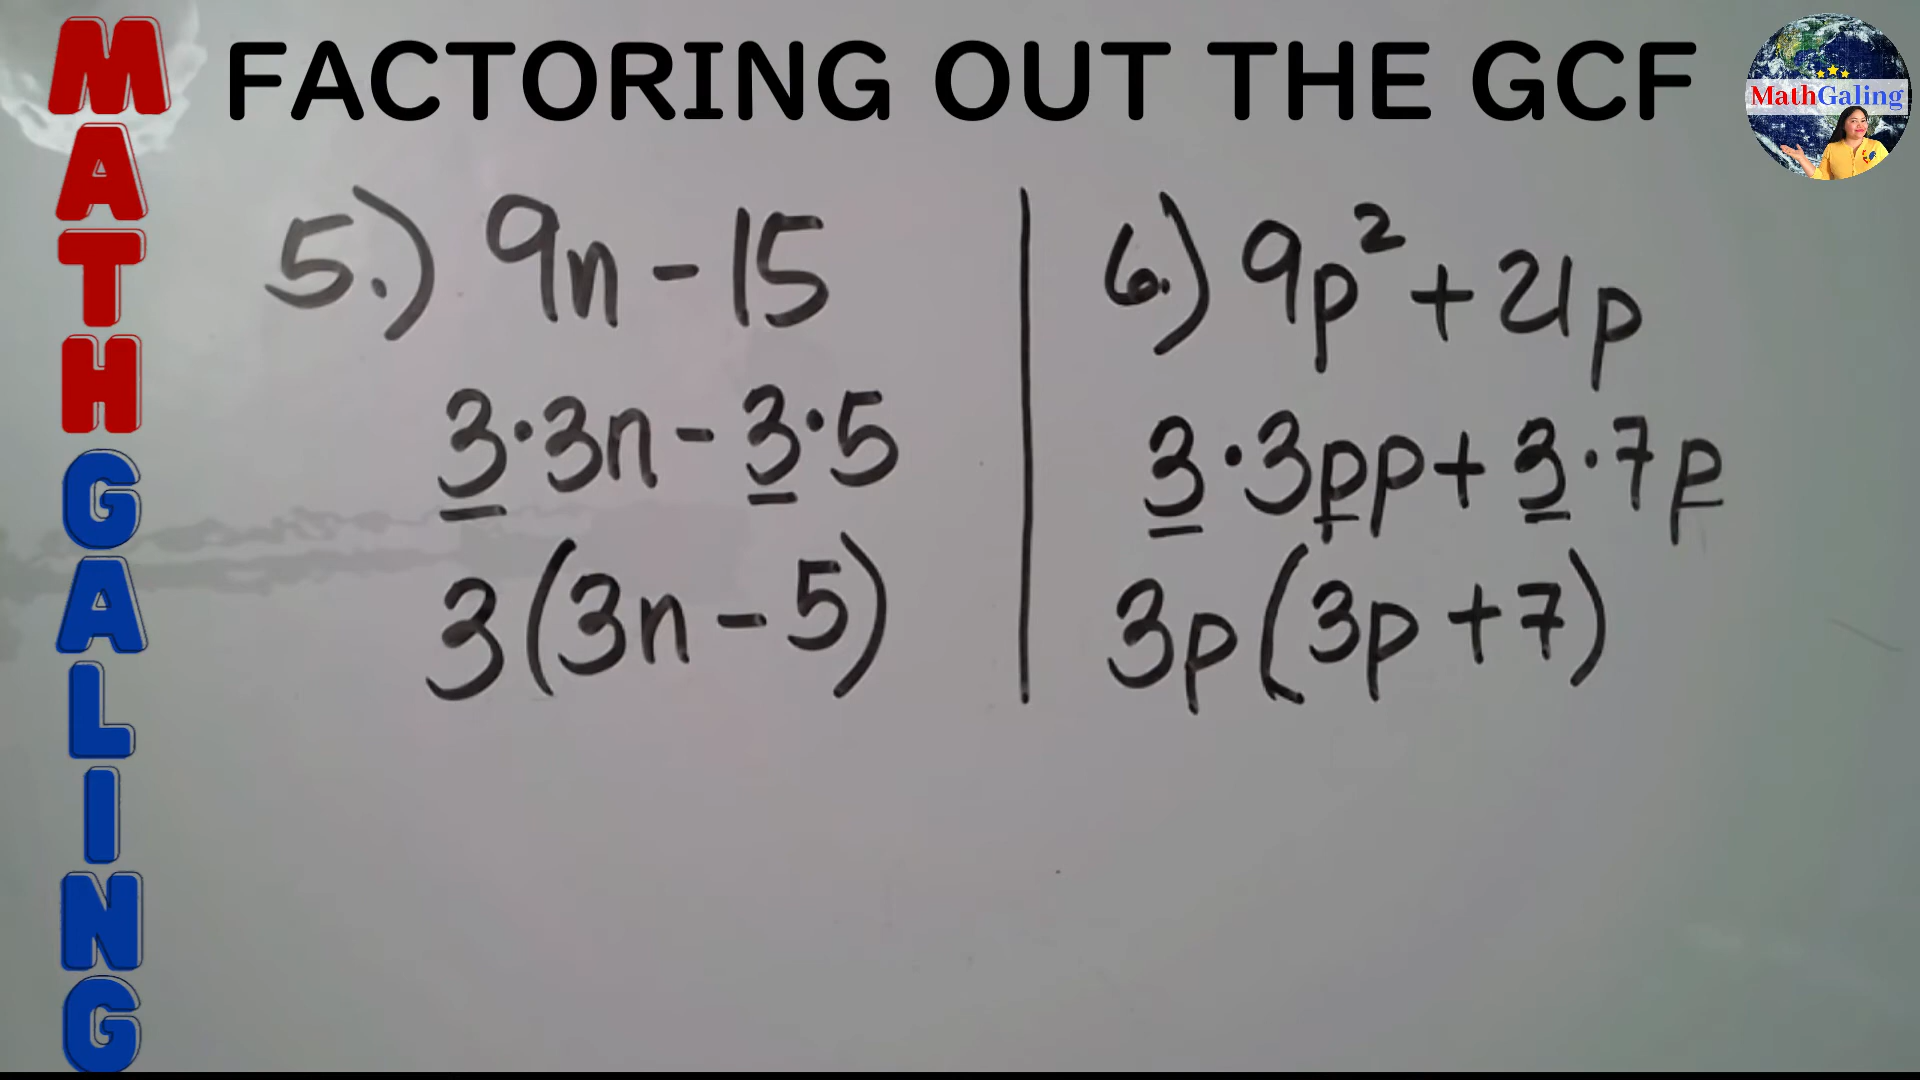 FACTORING OUT THE GCF
MathGaling
MATH GALING
5.) 9n - 15
3·3n - 3·5
3(3n - 5)
6.) 9p² + 21p
3·3pp + 3·7p
3p(3p + 7)